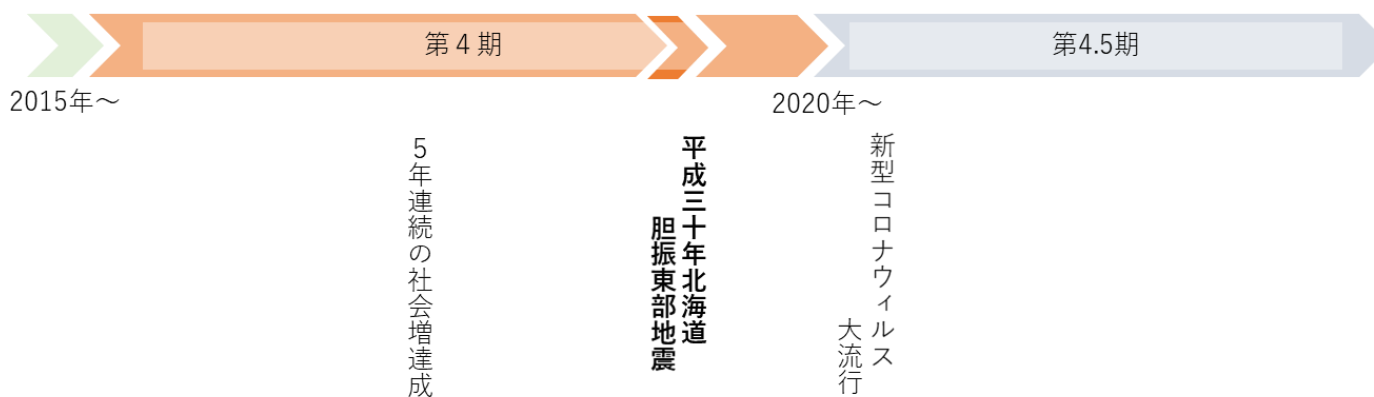 第４期
第4.5期
2015年～
2020年～
5年連続の社会増達成
平成三十年北海道
胆振東部地震
新型コロナウィルス
大流行